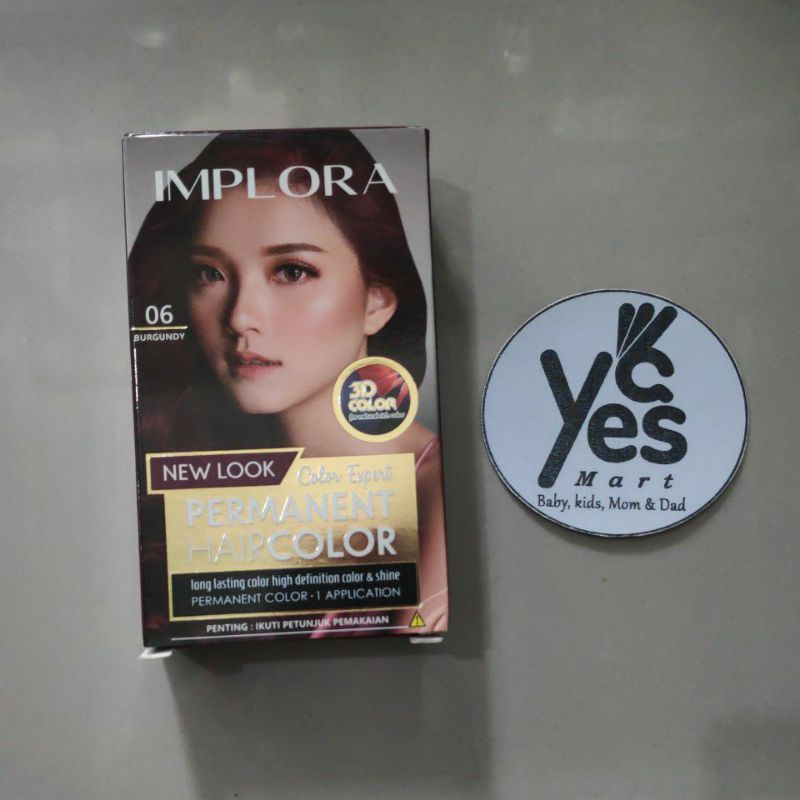 IMPLORA
06
BURGUNDY
3D
COLOR
NEW LOOK
Color Expert
PERMANENT
HAIRCOLOR
long lasting color high definition color & shine
PERMANENT COLOR · 1 APPLICATION
PENTING : IKUTI PETUNJUK PEMAKAIAN
yes
Mart
Baby, kids, Mom & Dad